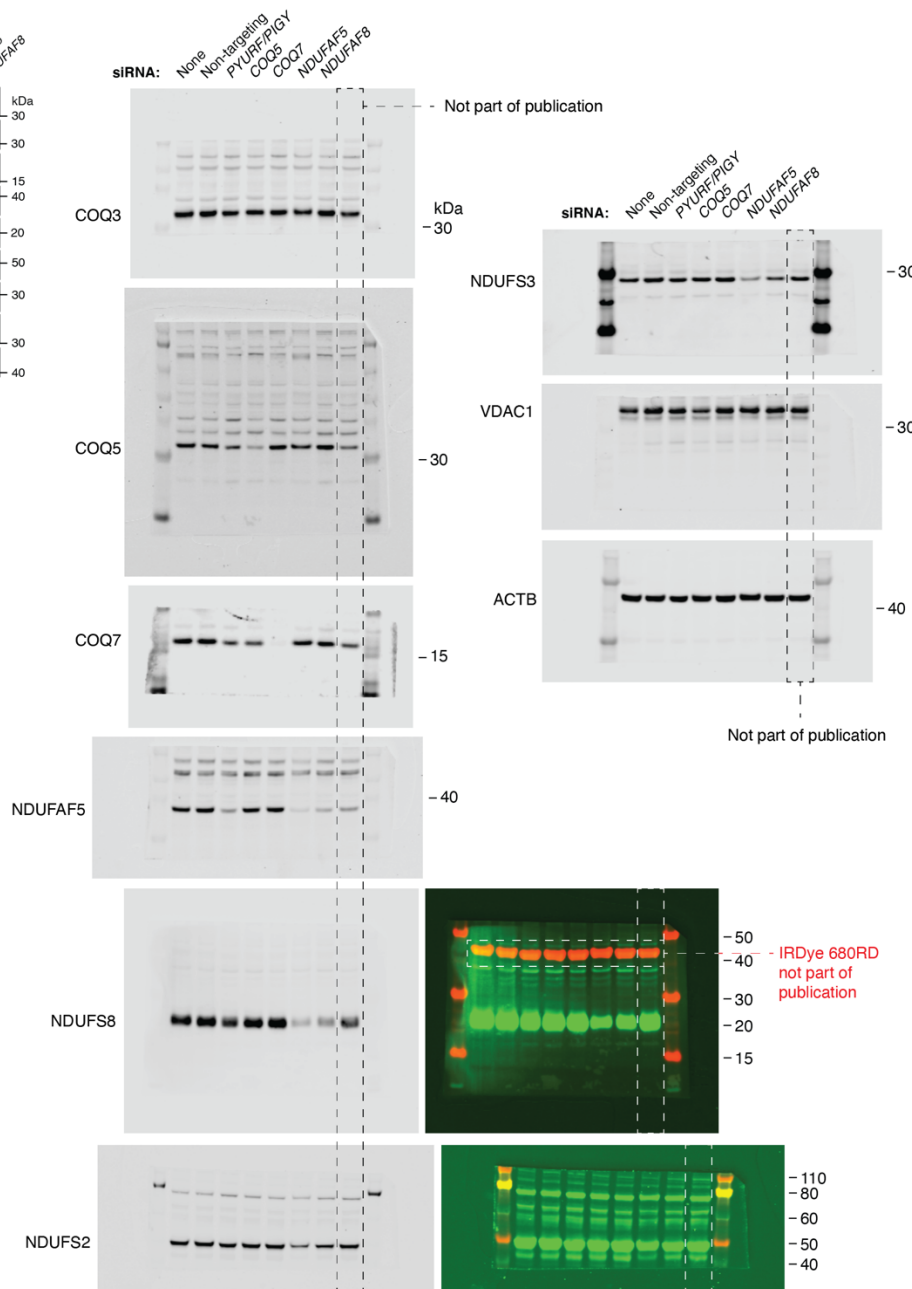 NDUFAF8
kDa
30
30
15
40
20
50
30
30
40
siRNA: None Non-targeting PYURF/PIGY COQ5 COQ7 NDUFAF5 NDUFAF8
Not part of publication
COQ3
kDa
30
COQ5
30
COQ7
15
NDUFAF5
40
NDUFS8
50
40
30
20
15
IRDye 680RD
not part of
publication
NDUFS2
110
80
60
50
40
siRNA: None Non-targeting PYURF/PIGY COQ5 COQ7 NDUFAF5 NDUFAF8
NDUFS3
30
VDAC1
30
ACTB
40
Not part of publication